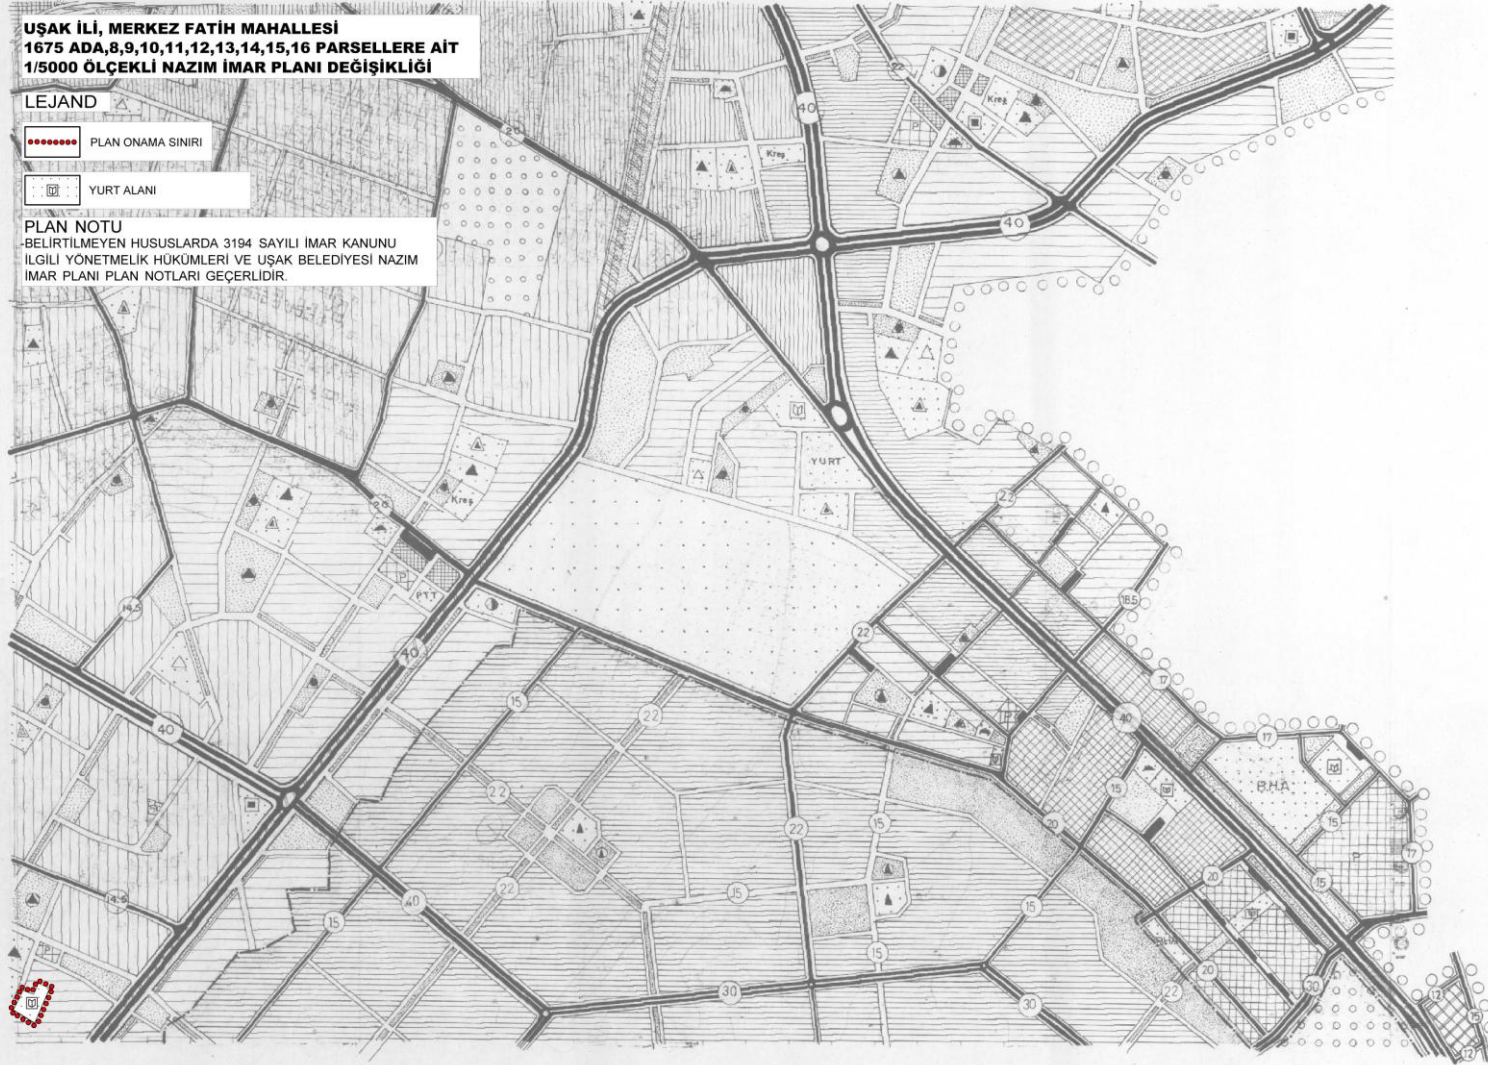 UŞAK İLİ, MERKEZ FATİH MAHALLESİ
1675 ADA,8,9,10,11,12,13,14,15,16 PARSELLERE AİT
1/5000 ÖLÇEKLİ NAZIM İMAR PLANI DEĞİŞİKLİĞİ
LEJAND
PLAN ONAMA SINIRI
YURT ALANI
PLAN NOTU
-BELİRTİLMEYEN HUSUSLARDA 3194 SAYILI İMAR KANUNU
İLGİLİ YÖNETMELİK HÜKÜMLERİ VE UŞAK BELEDİYESİ NAZIM
İMAR PLANI PLAN NOTLARI GEÇERLİDİR.
22
40
Kreş
P
20
Kreş
40
YURT
Kreş
20
22
P
PTT
14.5
18.5
22
40
17
15
22
40
40
17
P
22
15
B.H.A
20
15
22
15
17
P
14.5
22
15
20
15
40
15
15
P
15
20
22
30
30
30
12
15
12